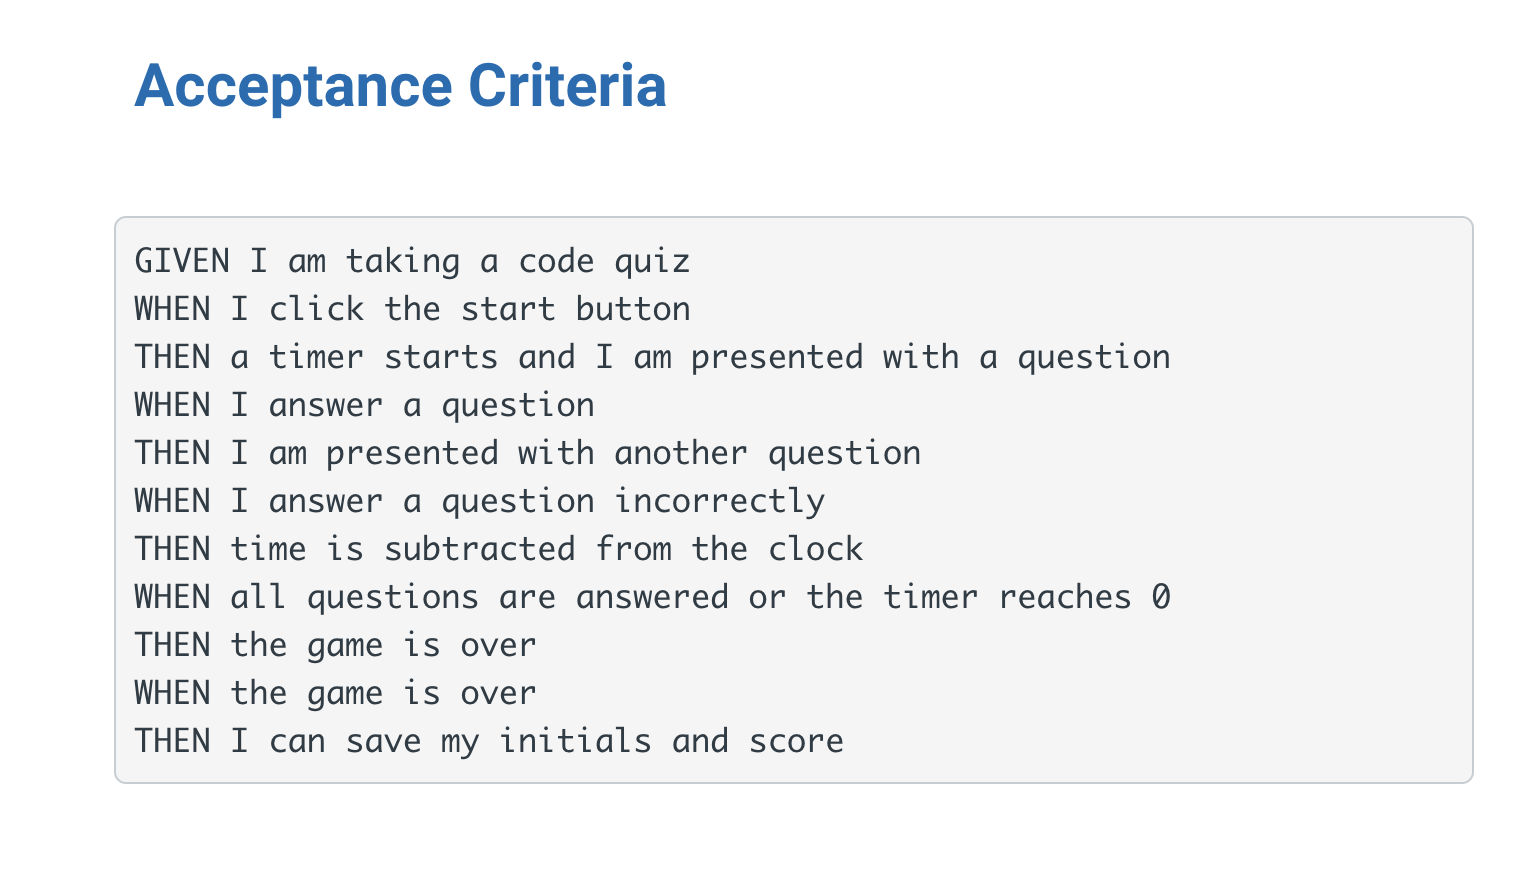 Acceptance Criteria
GIVEN I am taking a code quiz
WHEN I click the start button
THEN a timer starts and I am presented with a question
WHEN I answer a question
THEN I am presented with another question
WHEN I answer a question incorrectly
THEN time is subtracted from the clock
WHEN all questions are answered or the timer reaches 0
THEN the game is over
WHEN the game is over
THEN I can save my initials and score